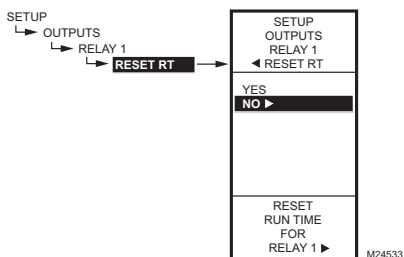 SETUP
OUTPUTS
RELAY 1
RESET RT
SETUP
OUTPUTS
RELAY 1
◄ RESET RT
YES
NO ►
RESET
RUN TIME
FOR
RELAY 1 ►
M24533